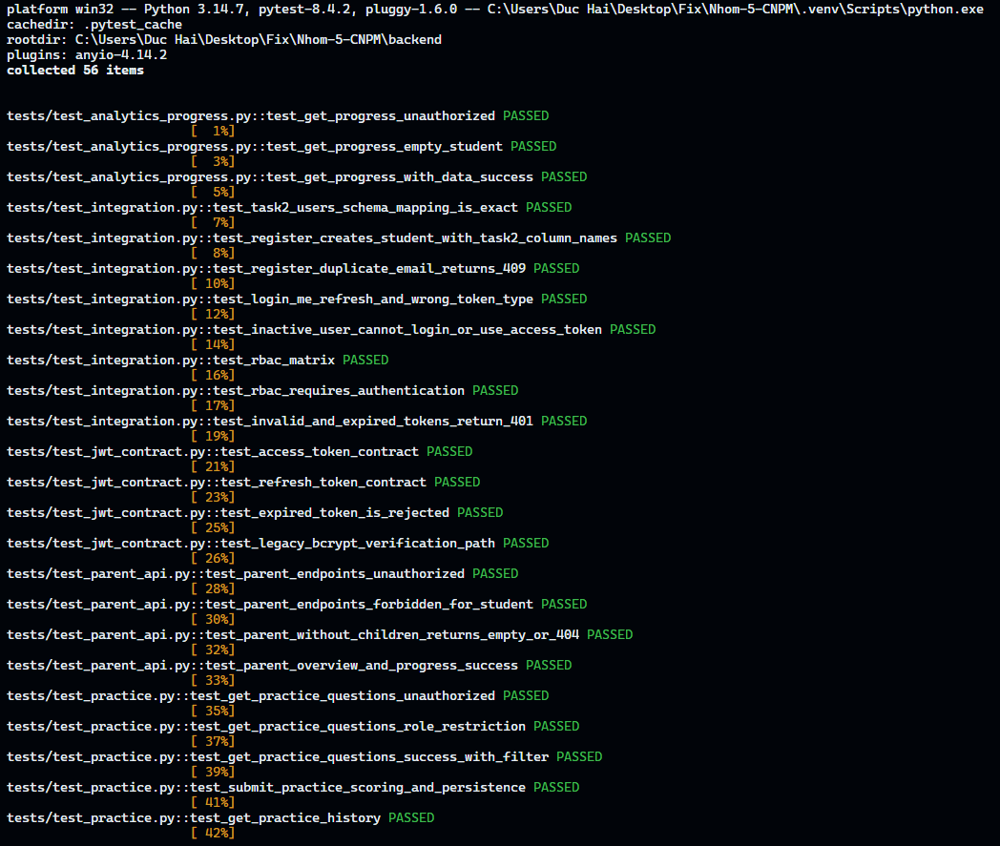 platform win32 -- Python 3.14.7, pytest-8.4.2, pluggy-1.6.0 -- C:\Users\Duc Hai\Desktop\Fix\Nhom-5-CNPM\.venv\Scripts\python.exe
cachedir: .pytest_cache
rootdir: C:\Users\Duc Hai\Desktop\Fix\Nhom-5-CNPM\backend
plugins: anyio-4.14.2
collected 56 items
tests/test_analytics_progress.py::test_get_progress_unauthorized PASSED
[  1%]
tests/test_analytics_progress.py::test_get_progress_empty_student PASSED
[  3%]
tests/test_analytics_progress.py::test_get_progress_with_data_success PASSED
[  5%]
tests/test_integration.py::test_task2_users_schema_mapping_is_exact PASSED
[  7%]
tests/test_integration.py::test_register_creates_student_with_task2_column_names PASSED
[  8%]
tests/test_integration.py::test_register_duplicate_email_returns_409 PASSED
[ 10%]
tests/test_integration.py::test_login_me_refresh_and_wrong_token_type PASSED
[ 12%]
tests/test_integration.py::test_inactive_user_cannot_login_or_use_access_token PASSED
[ 14%]
tests/test_integration.py::test_rbac_matrix PASSED
[ 16%]
tests/test_integration.py::test_rbac_requires_authentication PASSED
[ 17%]
tests/test_integration.py::test_invalid_and_expired_tokens_return_401 PASSED
[ 19%]
tests/test_jwt_contract.py::test_access_token_contract PASSED
[ 21%]
tests/test_jwt_contract.py::test_refresh_token_contract PASSED
[ 23%]
tests/test_jwt_contract.py::test_expired_token_is_rejected PASSED
[ 25%]
tests/test_jwt_contract.py::test_legacy_bcrypt_verification_path PASSED
[ 26%]
tests/test_parent_api.py::test_parent_endpoints_unauthorized PASSED
[ 28%]
tests/test_parent_api.py::test_parent_endpoints_forbidden_for_student PASSED
[ 30%]
tests/test_parent_api.py::test_parent_without_children_returns_empty_or_404 PASSED
[ 32%]
tests/test_parent_api.py::test_parent_overview_and_progress_success PASSED
[ 33%]
tests/test_practice.py::test_get_practice_questions_unauthorized PASSED
[ 35%]
tests/test_practice.py::test_get_practice_questions_role_restriction PASSED
[ 37%]
tests/test_practice.py::test_get_practice_questions_success_with_filter PASSED
[ 39%]
tests/test_practice.py::test_submit_practice_scoring_and_persistence PASSED
[ 41%]
tests/test_practice.py::test_get_practice_history PASSED
[ 42%]